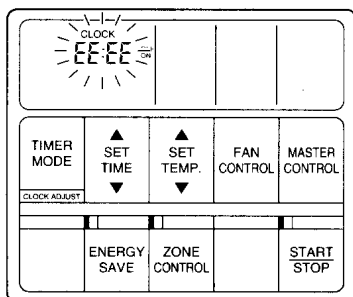 CLOCK
EE:EE
ON
TIMER
MODE
CLOCK ADJUST
▲
SET
TIME
▼
▲
SET
TEMP.
▼
FAN
CONTROL
MASTER
CONTROL
ENERGY
SAVE
ZONE
CONTROL
START
STOP